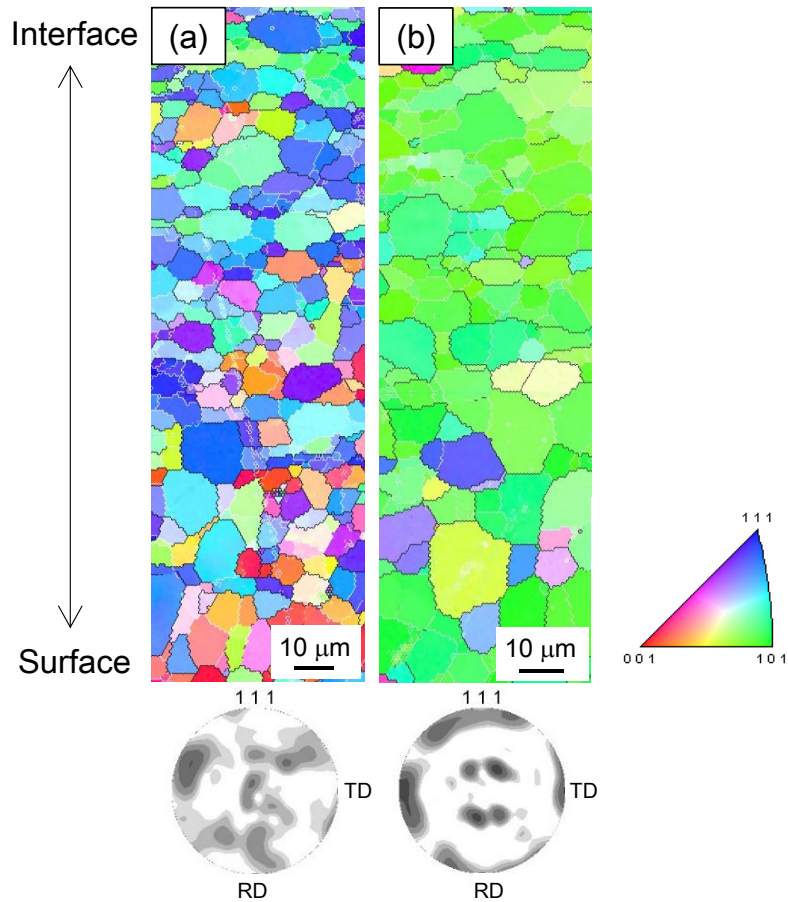 Interface
(a)
(b)
Surface
10 μm
10 μm
1 1 1
0 0 1
1 0 1
1 1 1
1 1 1
TD
TD
RD
RD